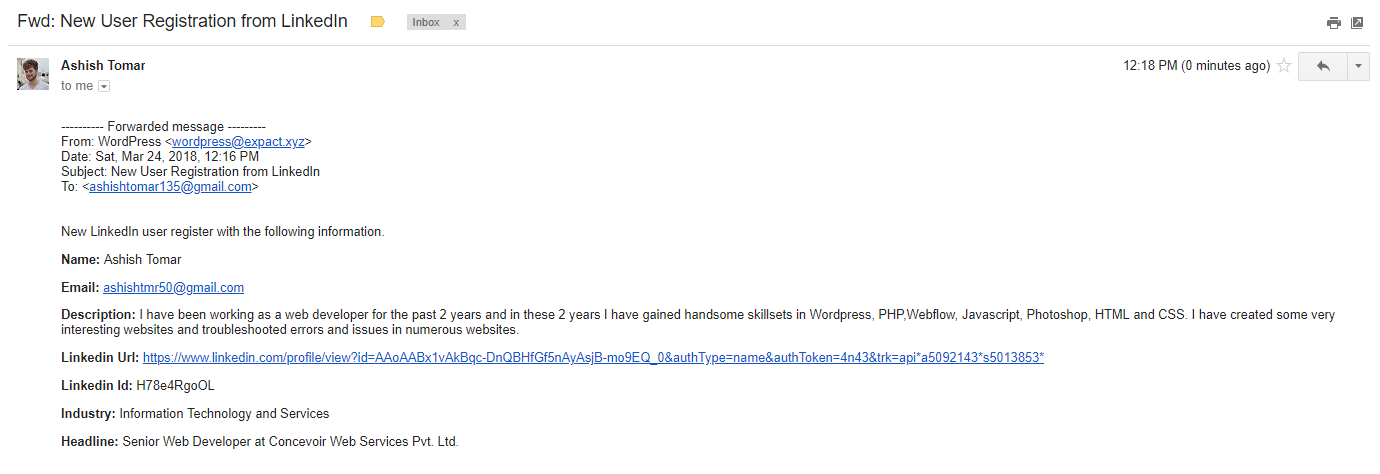 Fwd: New User Registration from LinkedIn Inbox x
Ashish Tomar 12:18 PM (0 minutes ago)
to me
---------- Forwarded message ---------
From: WordPress <wordpress@expact.xyz>
Date: Sat, Mar 24, 2018, 12:16 PM
Subject: New User Registration from LinkedIn
To: <ashishtomar135@gmail.com>
New LinkedIn user register with the following information.
Name: Ashish Tomar
Email: ashishtmr50@gmail.com
Description: I have been working as a web developer for the past 2 years and in these 2 years I have gained handsome skillsets in Wordpress, PHP,Webflow, Javascript, Photoshop, HTML and CSS. I have created some very
interesting websites and troubleshooted errors and issues in numerous websites.
Linkedin Url: https://www.linkedin.com/profile/view?id=AAoAABx1vAkBqc-DnQBHfGf5nAyAsjB-mo9EQ_0&authType=name&authToken=4n43&trk=api*a5092143*s5013853*
Linkedin Id: H78e4RgoOL
Industry: Information Technology and Services
Headline: Senior Web Developer at Concevoir Web Services Pvt. Ltd.